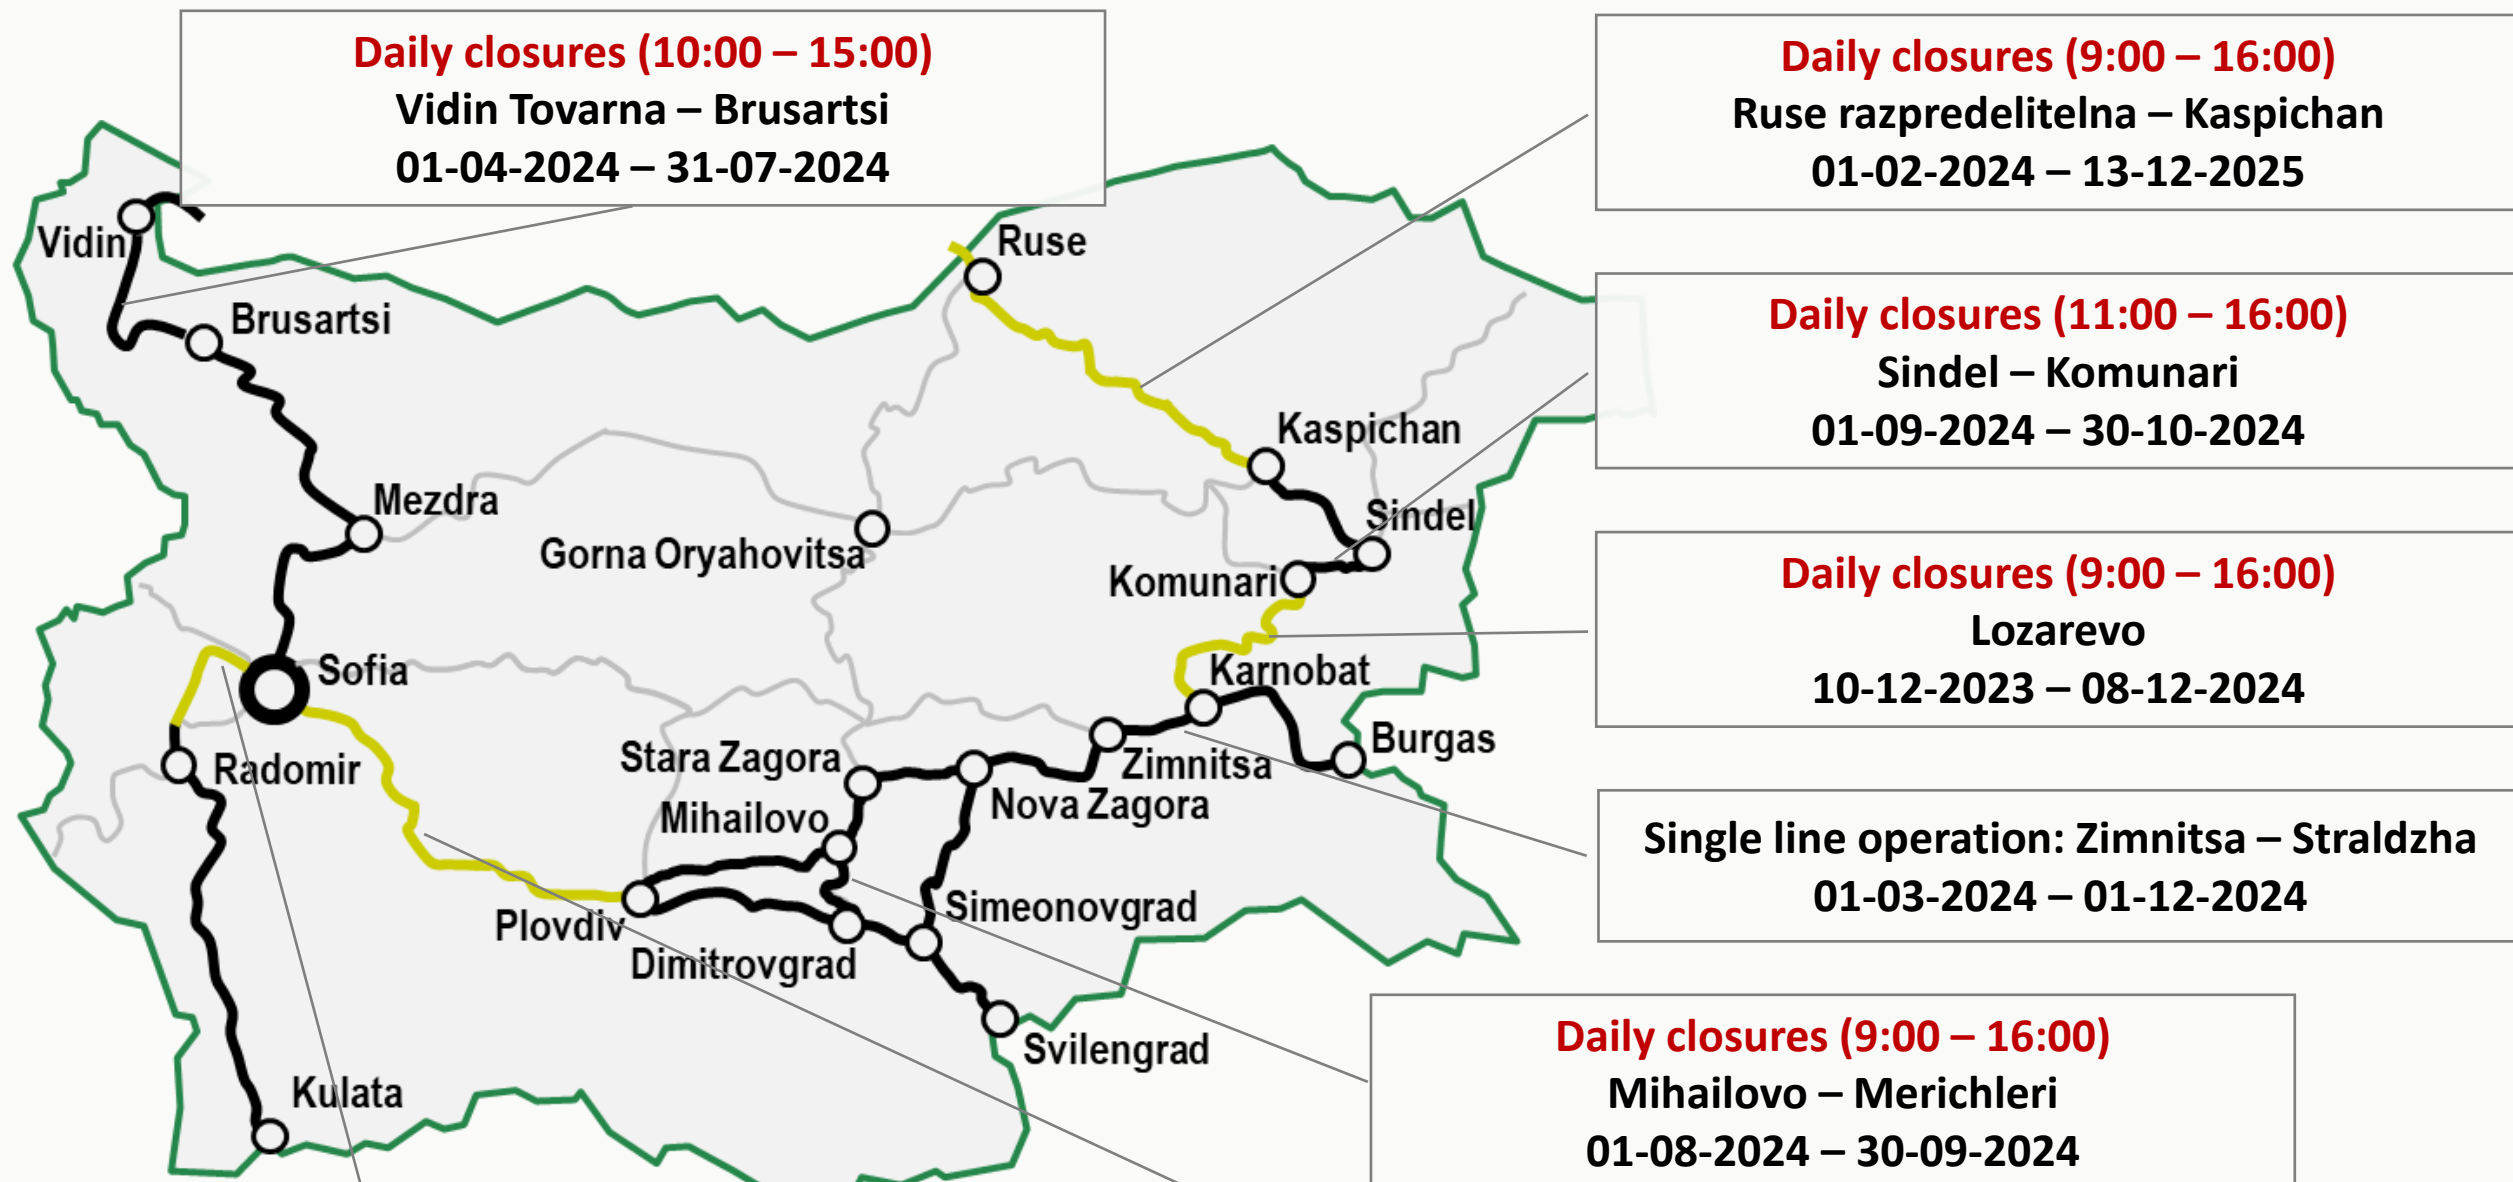 Daily closures (10:00 – 15:00)
Vidin Tovarna – Brusartsi
01-04-2024 – 31-07-2024
Daily closures (9:00 – 16:00)
Ruse razpredelitelna – Kaspichan
01-02-2024 – 13-12-2025
Daily closures (11:00 – 16:00)
Sindel – Komunari
01-09-2024 – 30-10-2024
Daily closures (9:00 – 16:00)
Lozarevo
10-12-2023 – 08-12-2024
Single line operation: Zimnitsa – Straldzha
01-03-2024 – 01-12-2024
Daily closures (9:00 – 16:00)
Mihailovo – Merichleri
01-08-2024 – 30-09-2024
Vidin
Ruse
Brusartsi
Kaspichan
Mezdra
Sindel
Gorna Oryahovitsa
Komunari
Sofia
Karnobat
Radomir
Stara Zagora
Zimnitsa
Burgas
Mihailovo
Nova Zagora
Plovdiv
Simeonovgrad
Dimitrovgrad
Svilengrad
Kulata